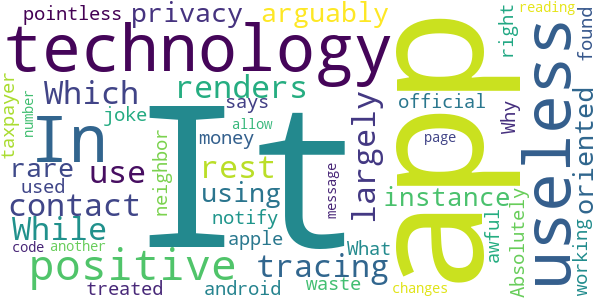 pointless privacy arguably reading
technology app useless
right found
Which renders
taxpayer number
In joke says official
rare use money largely
Why oriented
used neighbor rest allow
contact using message page
While notify instance
positive apple What
awful Absolutely working
code another tracing
treated android waste changes
It